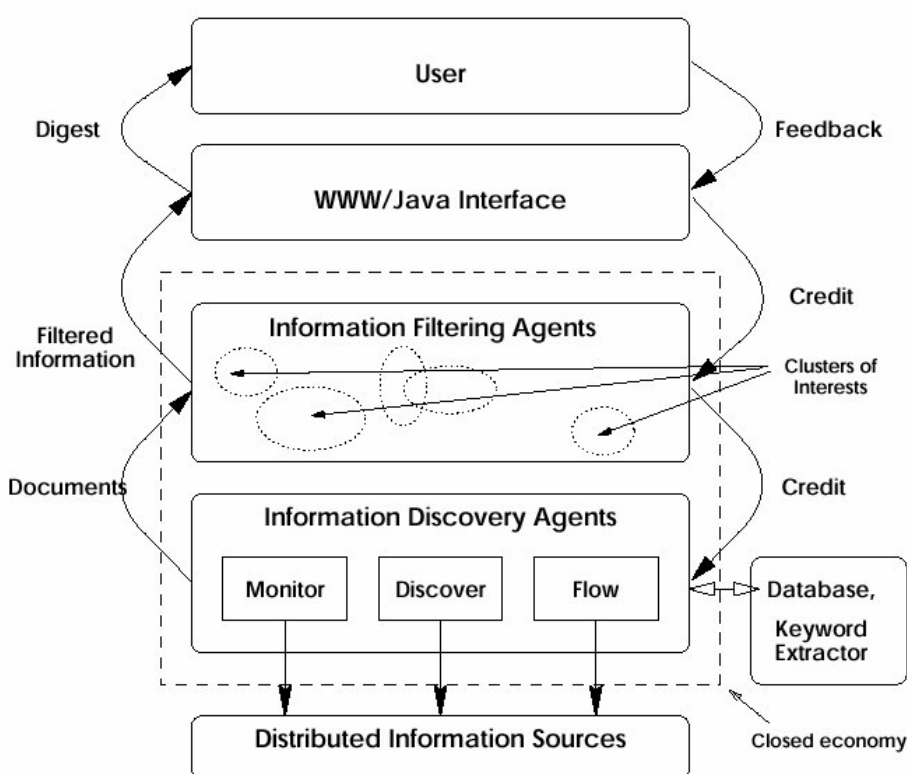 User
Digest
Feedback
WWW/Java Interface
Filtered
Information
Credit
Information Filtering Agents
Clusters of
Interests
Documents
Credit
Information Discovery Agents
Monitor
Discover
Flow
Database,
Keyword
Extractor
Distributed Information Sources
Closed economy